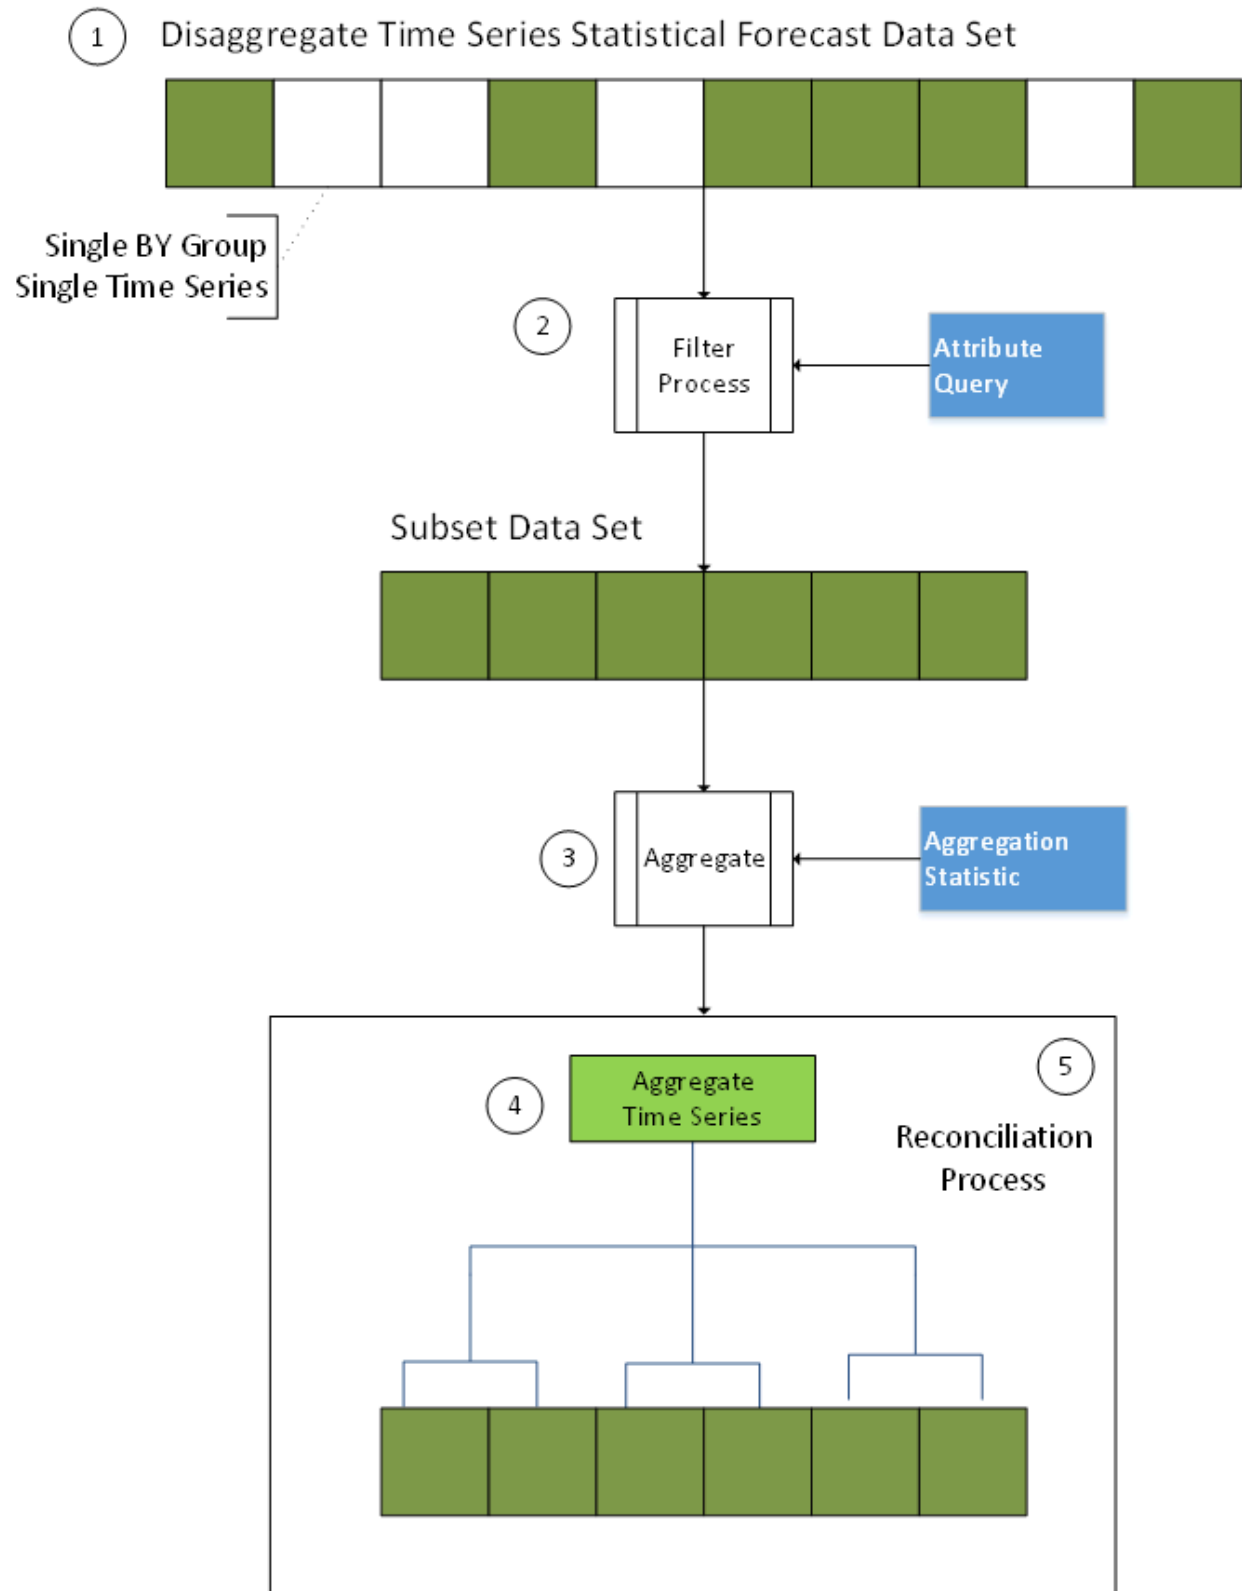 1
Disaggregate Time Series Statistical Forecast Data Set
Single BY Group
Single Time Series
2
Filter
Process
Attribute
Query
Subset Data Set
3
Aggregate
Aggregation
Statistic
4
Aggregate
Time Series
5
Reconciliation
Process